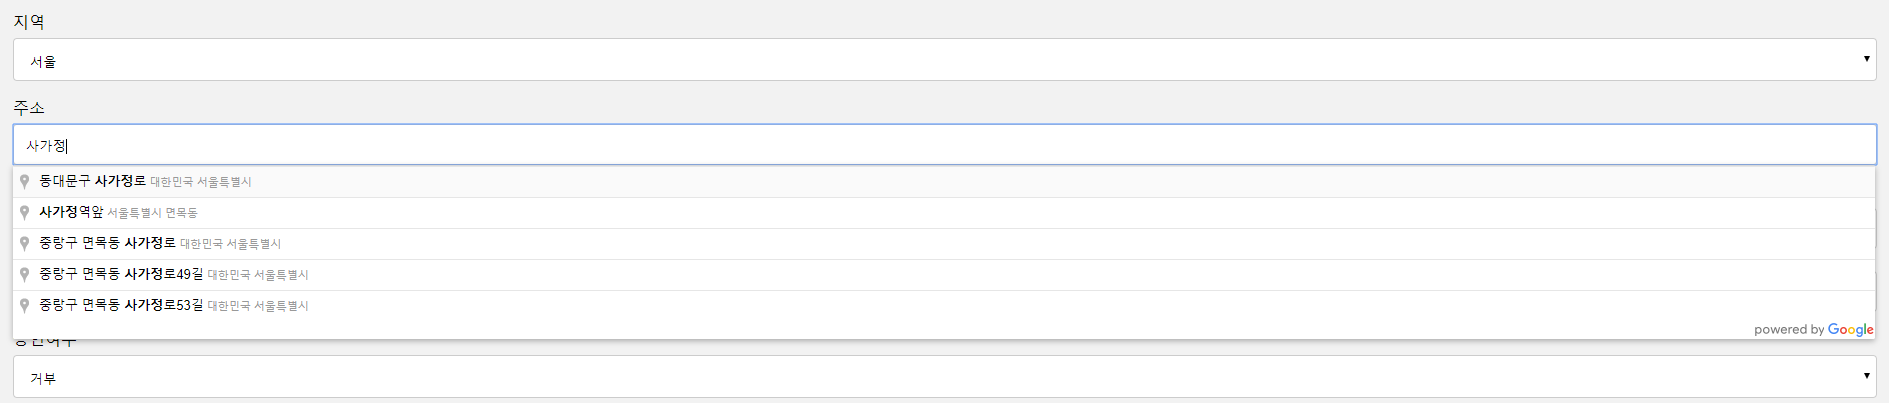 지역
서울
주소
사가정
동대문구 사가정로 대한민국 서울특별시
사가정역앞 서울특별시 면목동
중랑구 면목동 사가정로 대한민국 서울특별시
중랑구 면목동 사가정로49길 대한민국 서울특별시
중랑구 면목동 사가정로53길 대한민국 서울특별시
powered by Google
거부